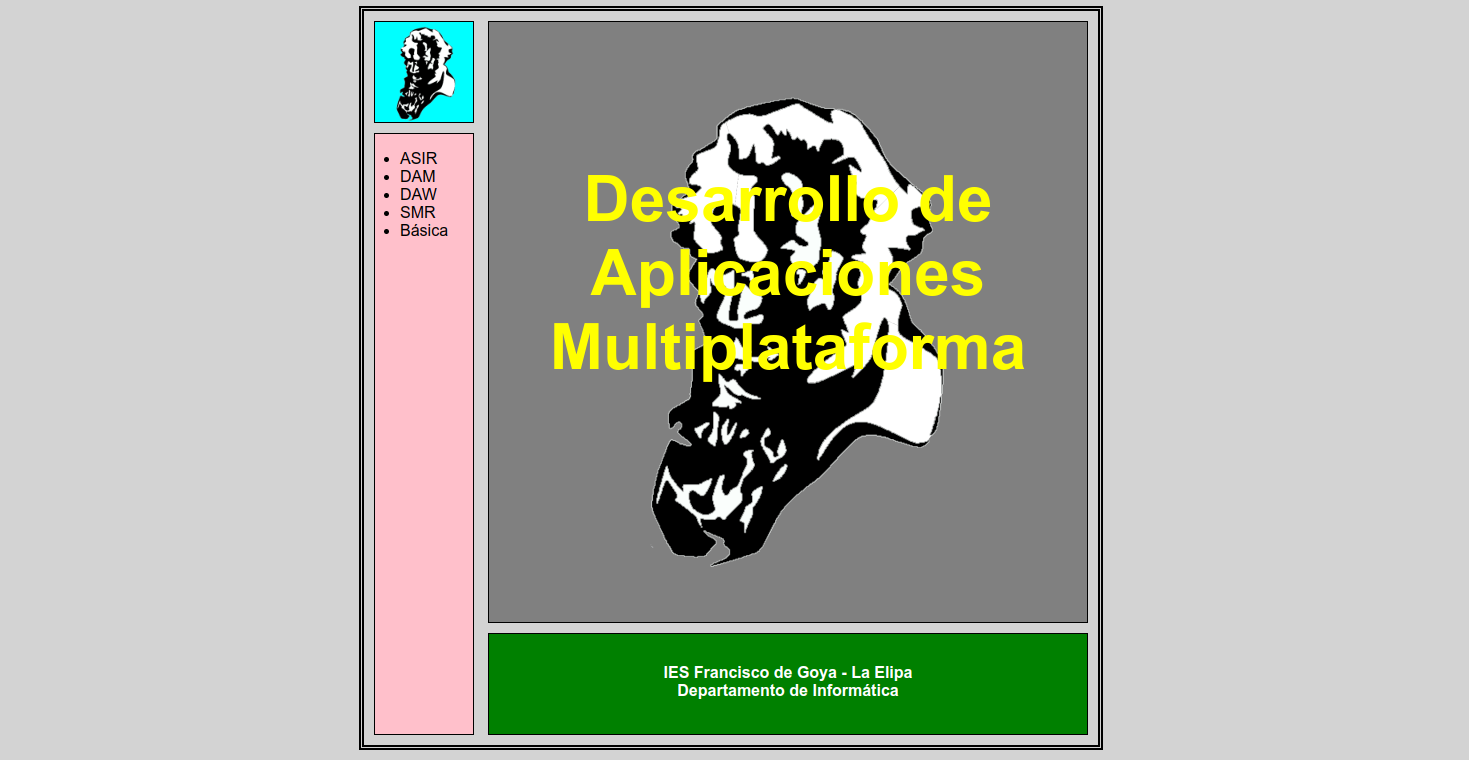 ASIR
DAM
DAW
SMR
Básica
Desarrollo de
Aplicaciones
Multiplataforma
IES Francisco de Goya - La Elipa
Departamento de Informática